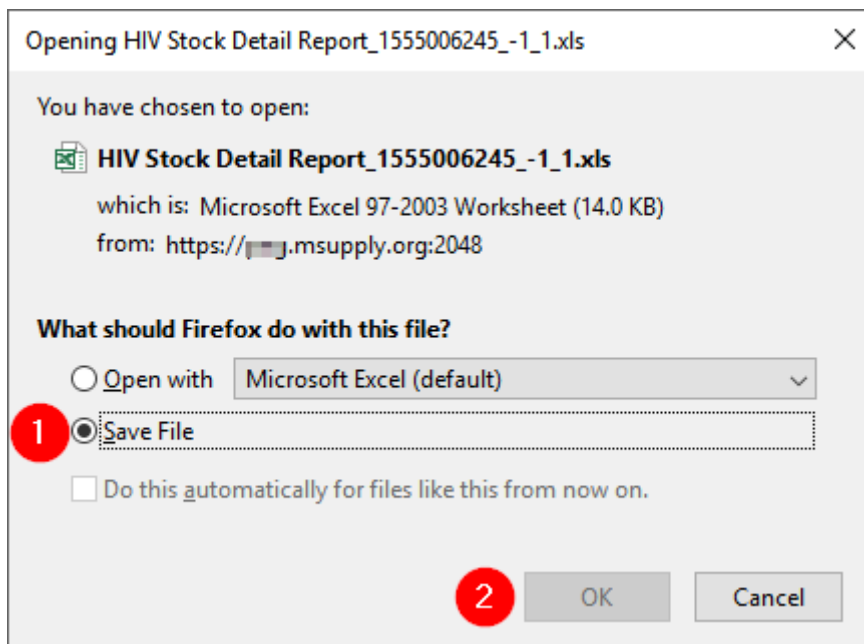 Opening HIV Stock Detail Report_1555006245_-1_1.xls
You have chosen to open:
HIV Stock Detail Report_1555006245_-1_1.xls
which is: Microsoft Excel 97-2003 Worksheet (14.0 KB)
from: https:// .msupply.org:2048
What should Firefox do with this file?
Open with Microsoft Excel (default)
1 Save File
Do this automatically for files like this from now on.
2 OK Cancel